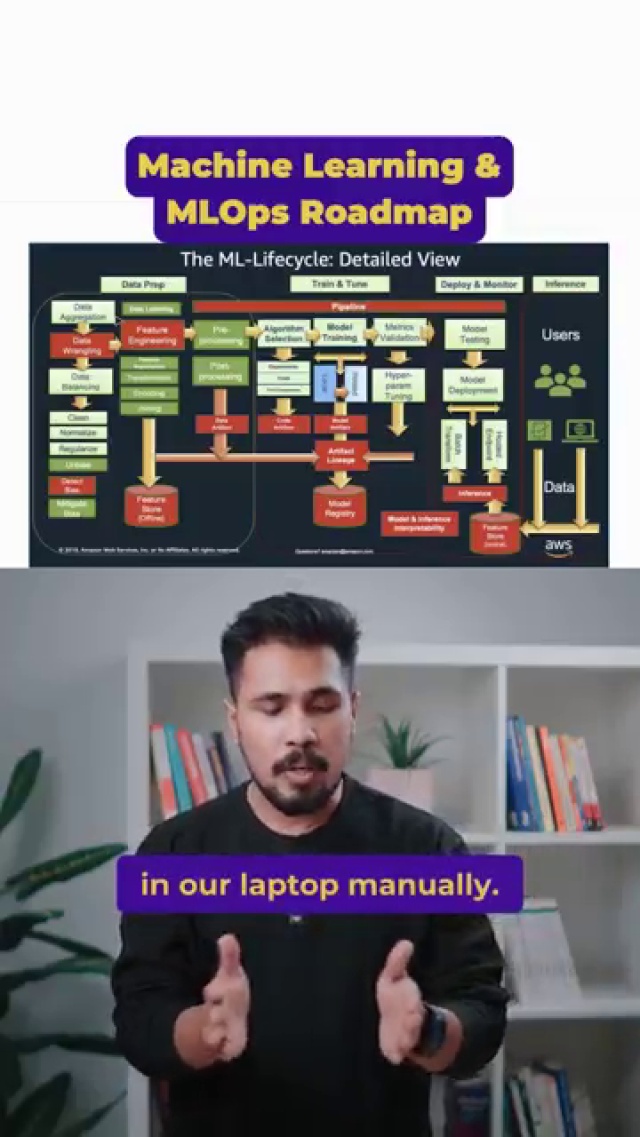 Machine Learning &
MLOps Roadmap
The ML-Lifecycle: Detailed View
Data Prep
Train & Tune
Deploy & Monitor
Inference
Pipeline
Data
Aggregation
Data
Wrangling
Data
Balancing
Clean
Normalize
Regularize
Unbias
Detect
Bias
Mitigate
Bias
Data Labeling
Feature
Engineering
Feature
Store
(Offline)
Pre-
processing
Post-
processing
Data
Artifact
Algorithm
Selection
Code
Artifact
Model
Training
Model
Artifact
Artifact
Lineage
Model
Registry
Metrics
Validation
Hyper-
param
Tuning
Model & Inference
Interpretability
Model
Testing
Model
Deployment
Batch
Transform
Hosted
Endpoint
Inference
Feature
Store
Users
Data
aws
in our laptop manually.